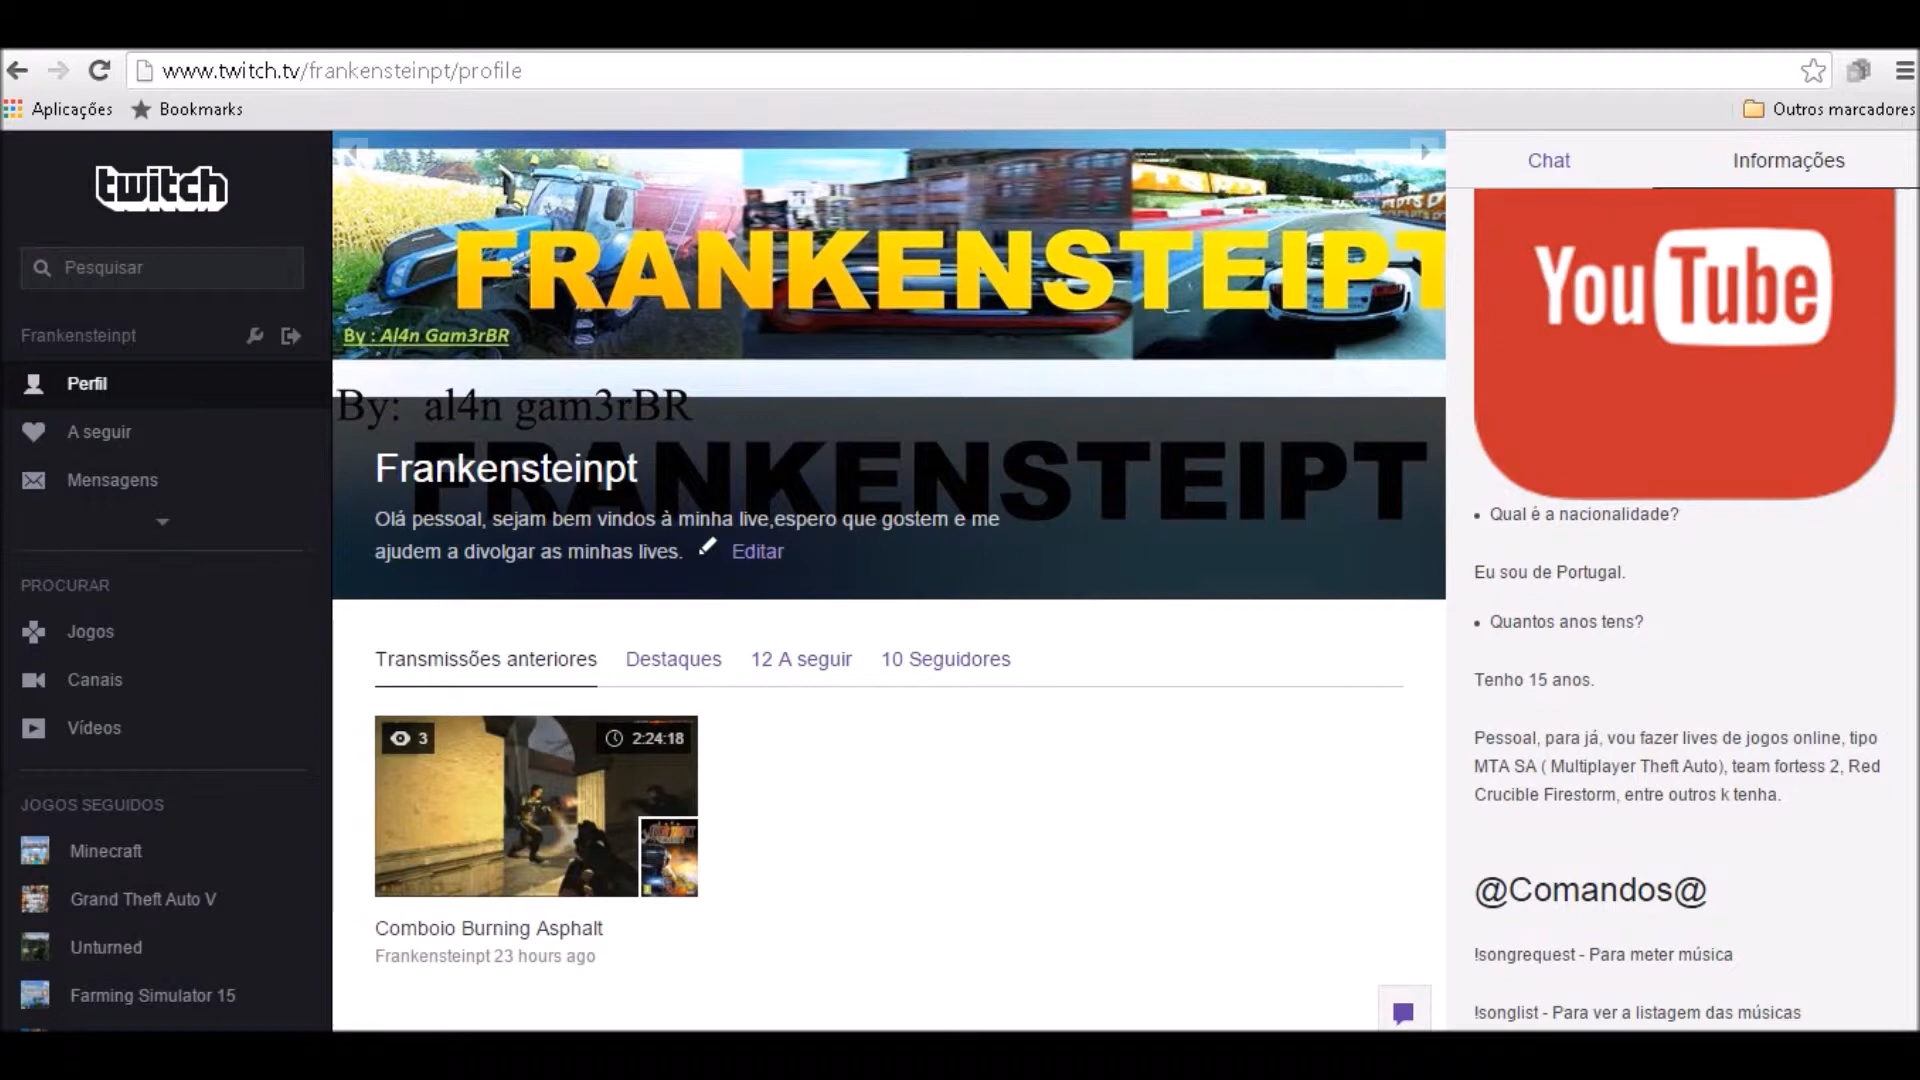 www.twitch.tv/frankensteinpt/profile
Aplicações
Bookmarks
Outros marcadores
twitch
Pesquisar
Frankensteinpt
Perfil
A seguir
Mensagens
PROCURAR
Jogos
Canais
Vídeos
JOGOS SEGUIDOS
Minecraft
Grand Theft Auto V
Unturned
Farming Simulator 15
FRANKENSTEIPT
By : Al4n Gam3rBR
By: al4n gam3rBR
FRANKENSTEIPT
Frankensteinpt
Olá pessoal, sejam bem vindos à minha live,espero que gostem e me
ajudem a divolgar as minhas lives. Editar
Transmissões anteriores
Destaques
12 A seguir
10 Seguidores
3
2:24:18
Comboio Burning Asphalt
Frankensteinpt 23 hours ago
Chat
Informações
YouTube
• Qual é a nacionalidade?
Eu sou de Portugal.
• Quantos anos tens?
Tenho 15 anos.
Pessoal, para já, vou fazer lives de jogos online, tipo
MTA SA ( Multiplayer Theft Auto), team fortess 2, Red
Crucible Firestorm, entre outros k tenha.
@Comandos@
!songrequest - Para meter música
!songlist - Para ver a listagem das músicas